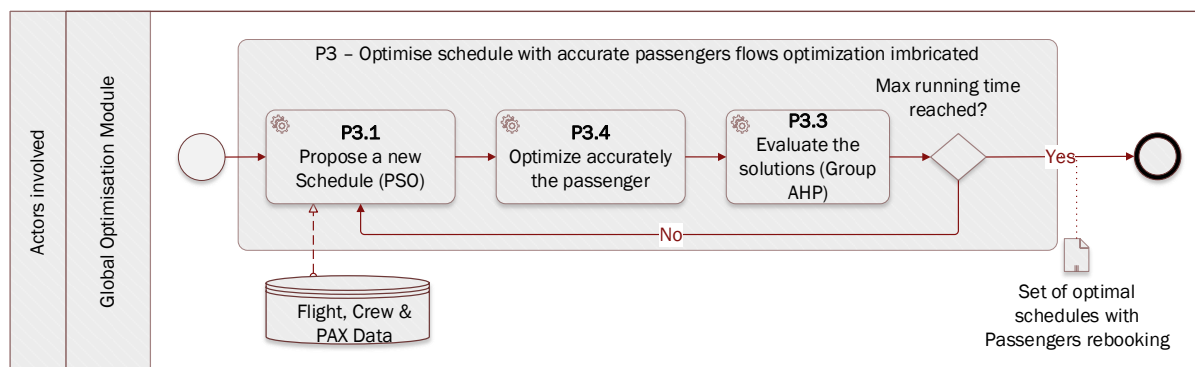 Actors involved
Global Optimisation Module
P3 – Optimise schedule with accurate passengers flows optimization imbricated
Max running time
reached?
P3.1
Propose a new
Schedule (PSO)
P3.4
Optimize accurately
the passenger
P3.3
Evaluate the
solutions (Group
AHP)
Yes
No
Flight, Crew &
PAX Data
Set of optimal
schedules with
Passengers rebooking